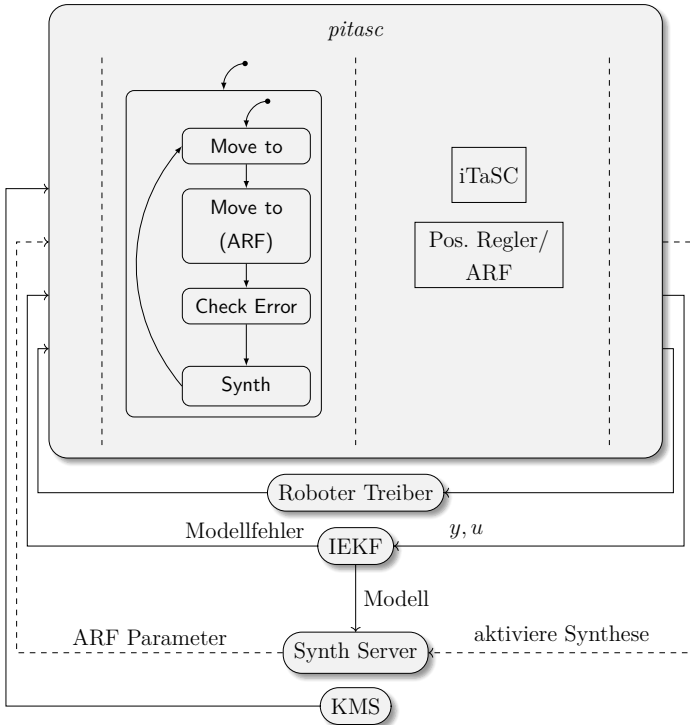 pitasc
Move to
Move to
(ARF)
Check Error
Synth
iTaSC
Pos. Regler/
ARF
Roboter Treiber
Modellfehler
IEKF
y, u
Modell
ARF Parameter
Synth Server
aktiviere Synthese
KMS